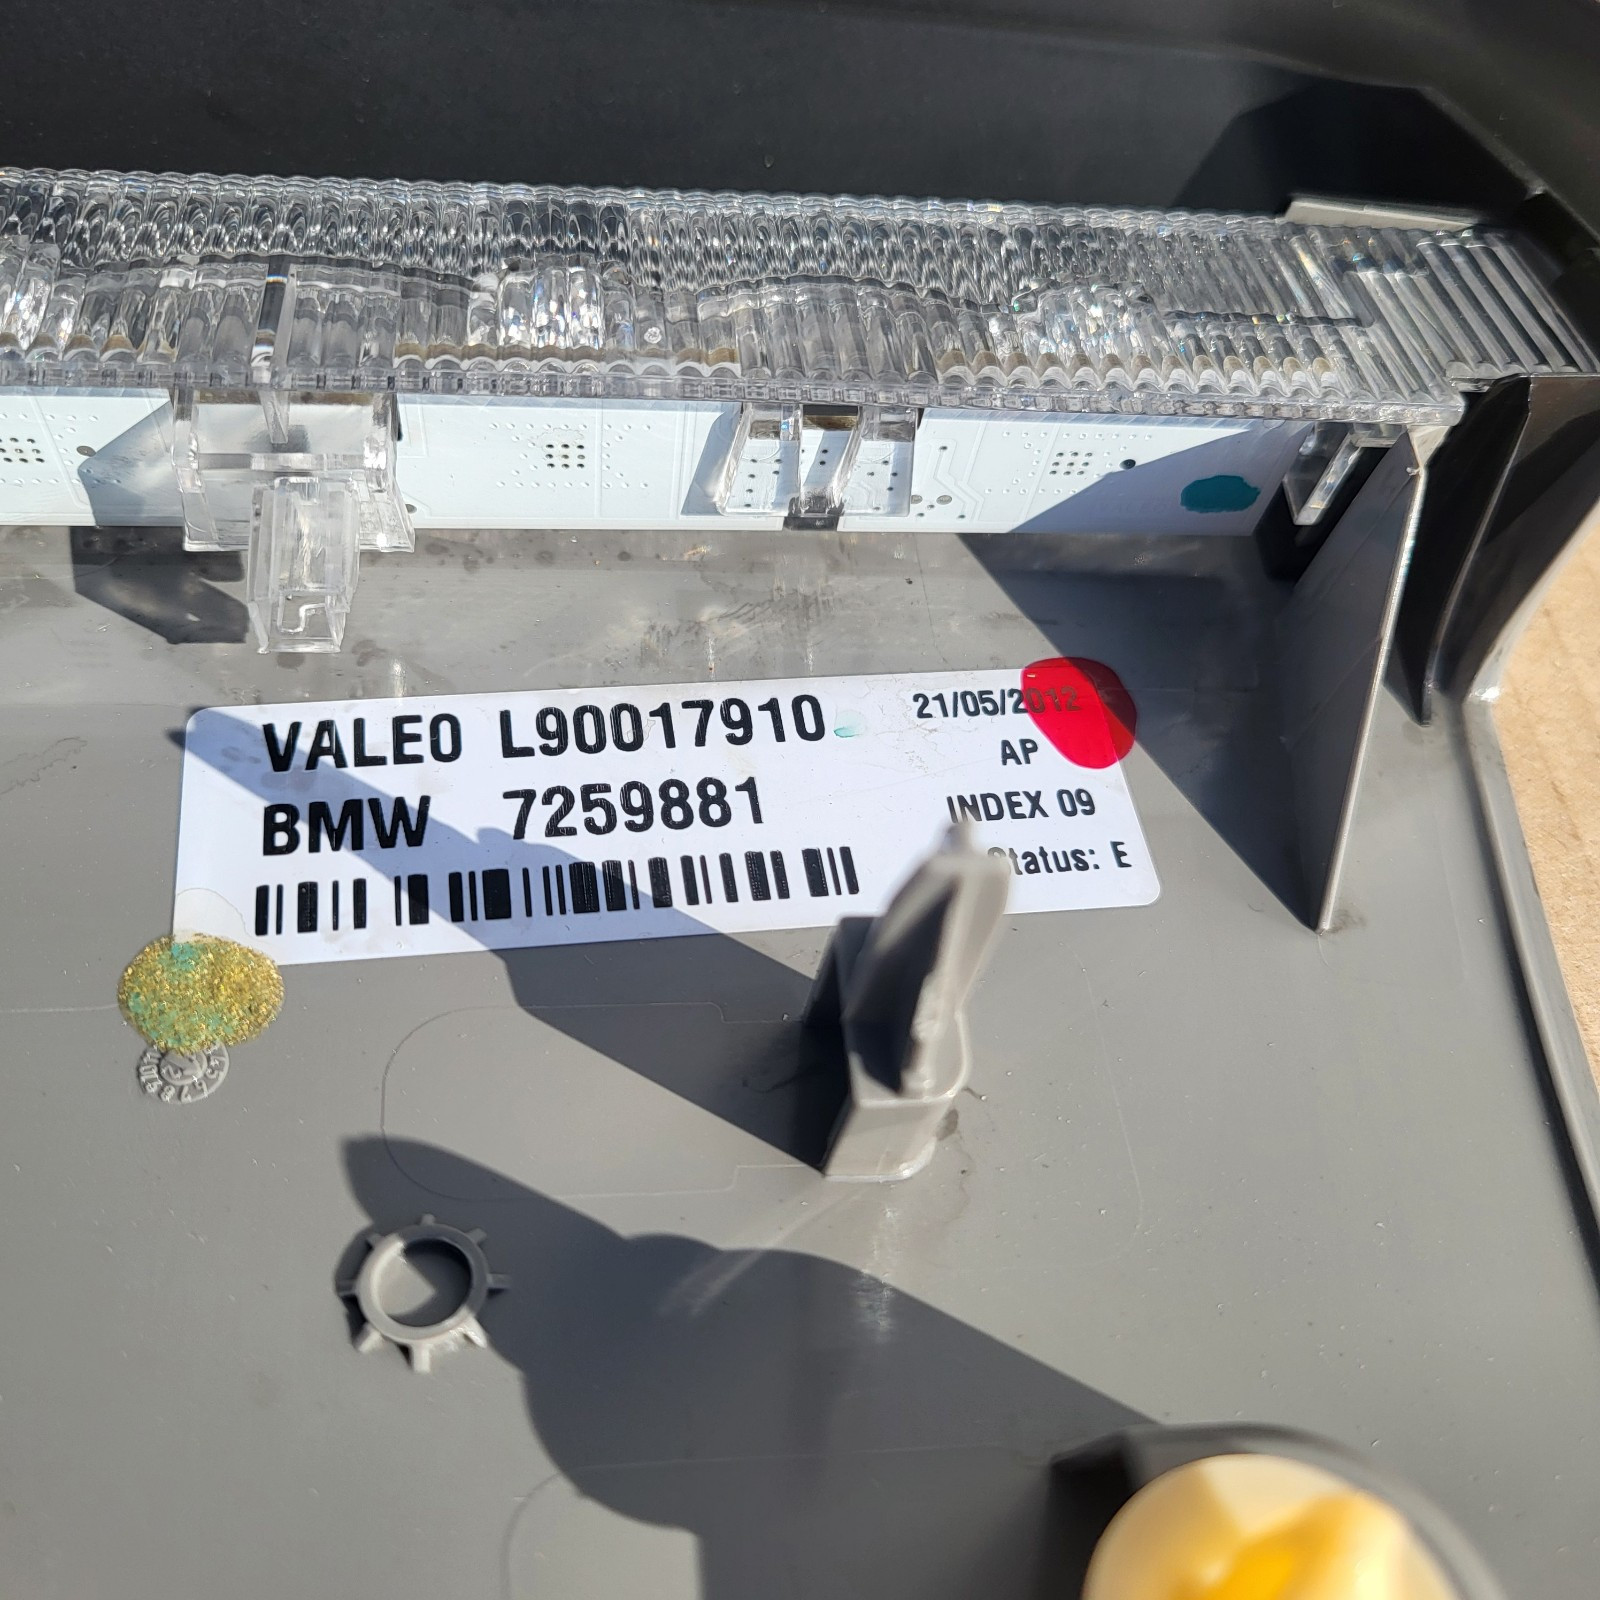 VALEO L90017910
BMW 7259881
21/05/2012
AP
INDEX 09
Status: E